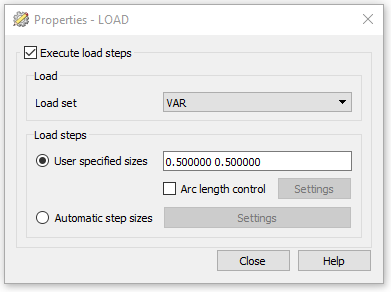 Properties - LOAD
Execute load steps
Load
Load set VAR
Load steps
User specified sizes 0.500000 0.500000
Arc length control Settings
Automatic step sizes Settings
Close Help